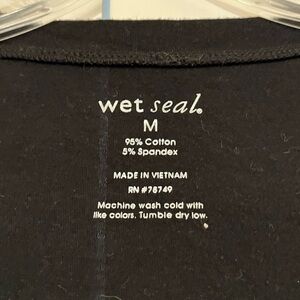 wet seal.
M
95% Cotton
5% Spandex
MADE IN VIETNAM
RN #78749
Machine wash cold with
like colors. Tumble dry low.